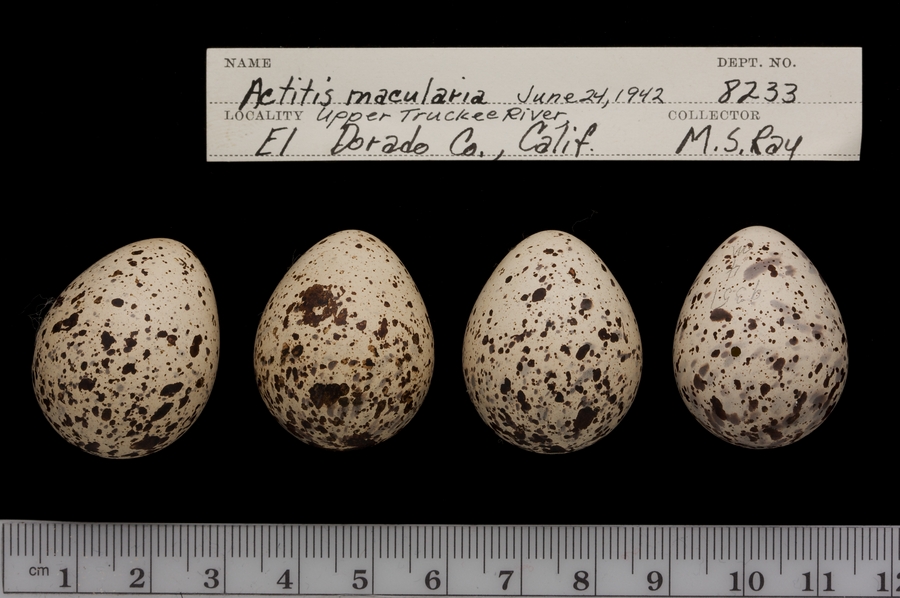 NAME DEPT. NO.
Actitis macularia June 24, 1942 8233
LOCALITY Upper Truckee River, COLLECTOR
El Dorado Co., Calif. M.S. Ray
cm 1 2 3 4 5 6 7 8 9 10 11 12